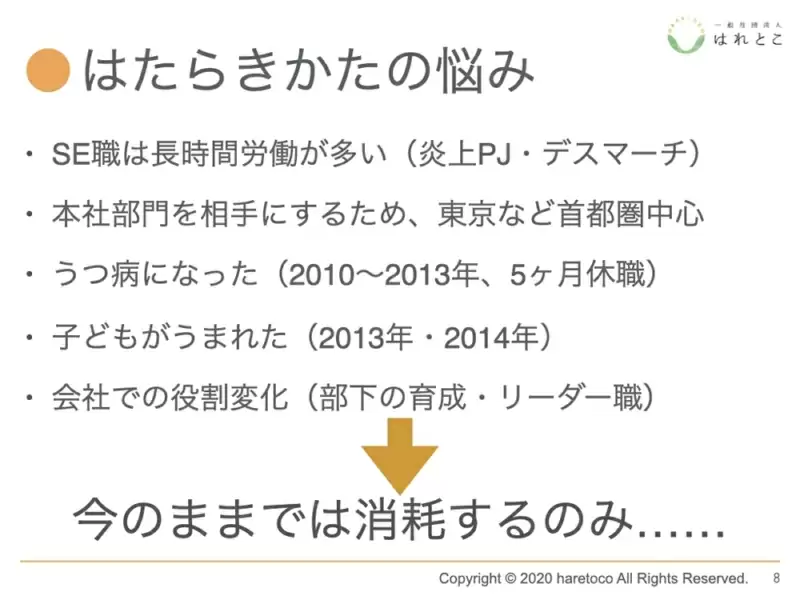 一般社団法人
はれとこ
はたらきかたの悩み
・ SE職は長時間労働が多い（炎上PJ・デスマーチ）
・ 本社部門を相手にするため、東京など首都圏中心
・ うつ病になった（2010〜2013年、5ヶ月休職）
・ 子どもがうまれた（2013年・2014年）
・ 会社での役割変化（部下の育成・リーダー職）
今のままでは消耗するのみ……
Copyright © 2020 haretoco All Rights Reserved. 8